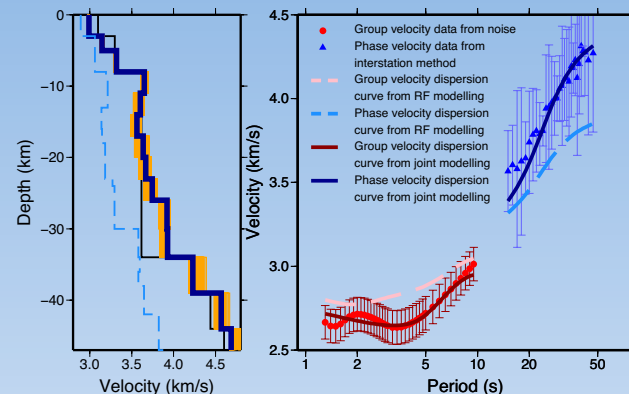 0
−10
−20
−30
−40
Depth (km)
3.0 3.5 4.0 4.5
Velocity (km/s)
4.5
4.0
3.5
3.0
2.5
Velocity (km/s)
1 2 5 10 20 50
Period (s)
Group velocity data from noise
Phase velocity data from
interstation method
Group velocity dispersion
curve from RF modelling
Phase velocity dispersion
curve from RF modelling
Group velocity dispersion
curve from joint modelling
Phase velocity dispersion
curve from joint modelling